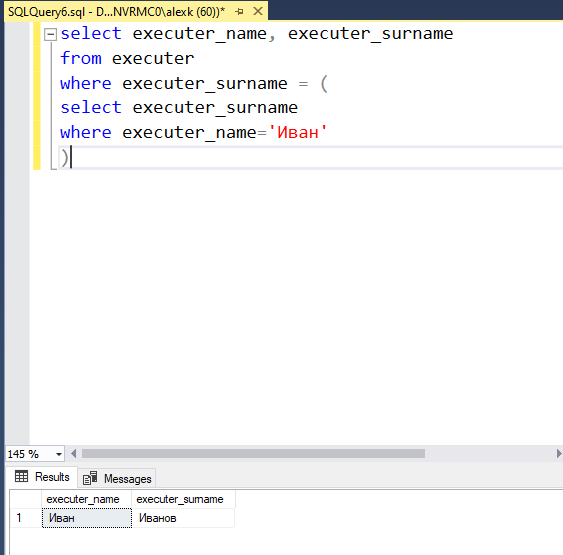 SQLQuery6.sql - D...NVRMC0\alexk (60))*
select executer_name, executer_surname
from executer
where executer_surname = (
select executer_surname
where executer_name='Иван'
)
145 %
Results Messages
executer_name executer_surname
1 Иван Иванов